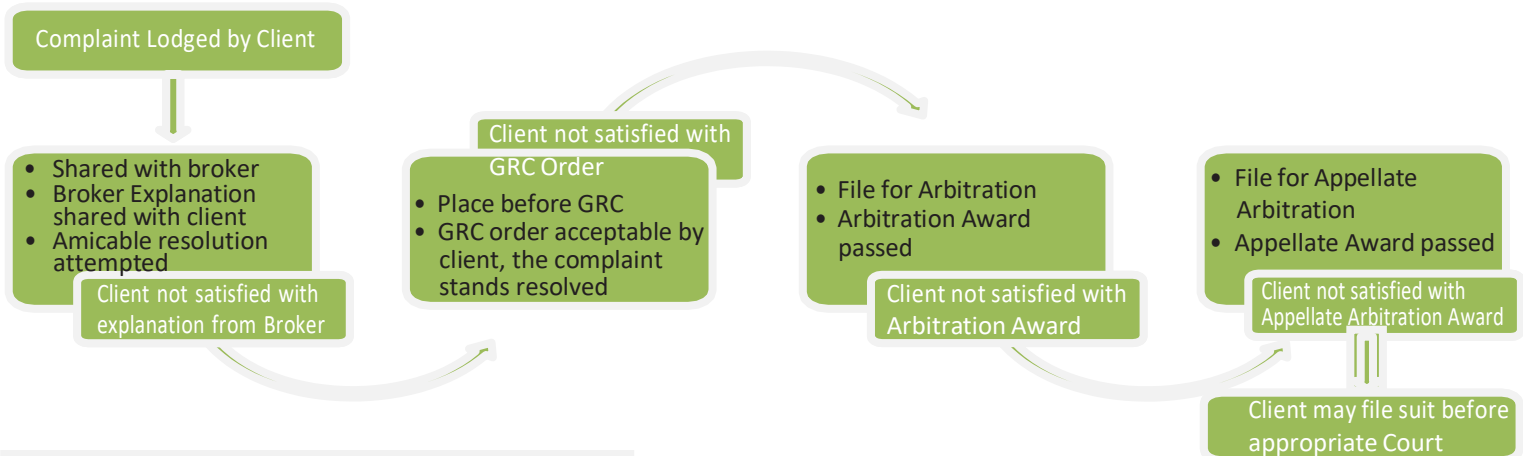 Complaint Lodged by Client
• Shared with broker
• Broker Explanation
shared with client
• Amicable resolution
attempted
Client not satisfied with
explanation from Broker
Client not satisfied with
GRC Order
• Place before GRC
• GRC order acceptable by
client, the complaint
stands resolved
• File for Arbitration
• Arbitration Award
passed
Client not satisfied with
Arbitration Award
• File for Appellate
Arbitration
• Appellate Award passed
Client not satisfied with
Appellate Arbitration Award
Client may file suit before
appropriate Court